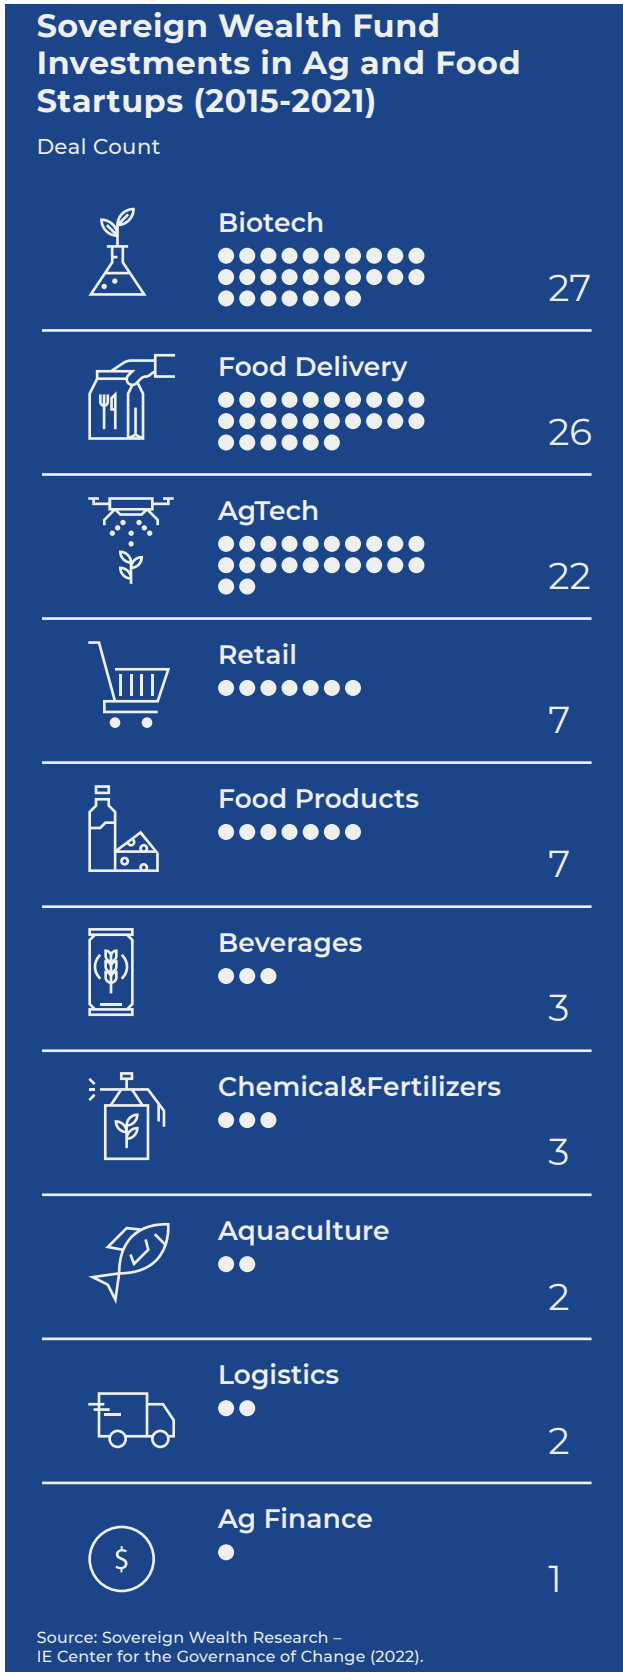 Sovereign Wealth Fund
Investments in Ag and Food
Startups (2015-2021)
Deal Count
Biotech
27
Food Delivery
26
AgTech
22
Retail
7
Food Products
7
Beverages
3
Chemical&Fertilizers
3
Aquaculture
2
Logistics
2
Ag Finance
$
1
Source: Sovereign Wealth Research –
IE Center for the Governance of Change (2022).